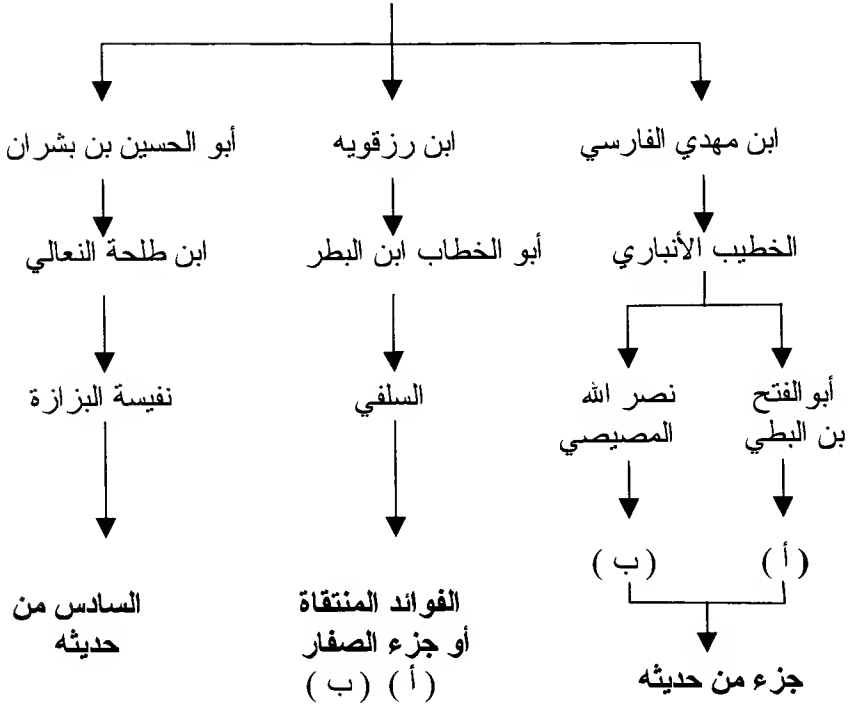 ابن مهدي الفارسي
ابن رزقويه
أبو الحسين بن بشران
الخطيب الأنباري
أبو الخطاب ابن البطر
ابن طلحة النعالي
أبو الفتح
بن البطي
نصر الله
المصيصي
السلفي
نفيسة البزازة
( أ )
( ب )
جزء من حديثه
الفوائد المنتقاة
أو جزء الصفار
( أ ) ( ب )
السادس من
حديثه